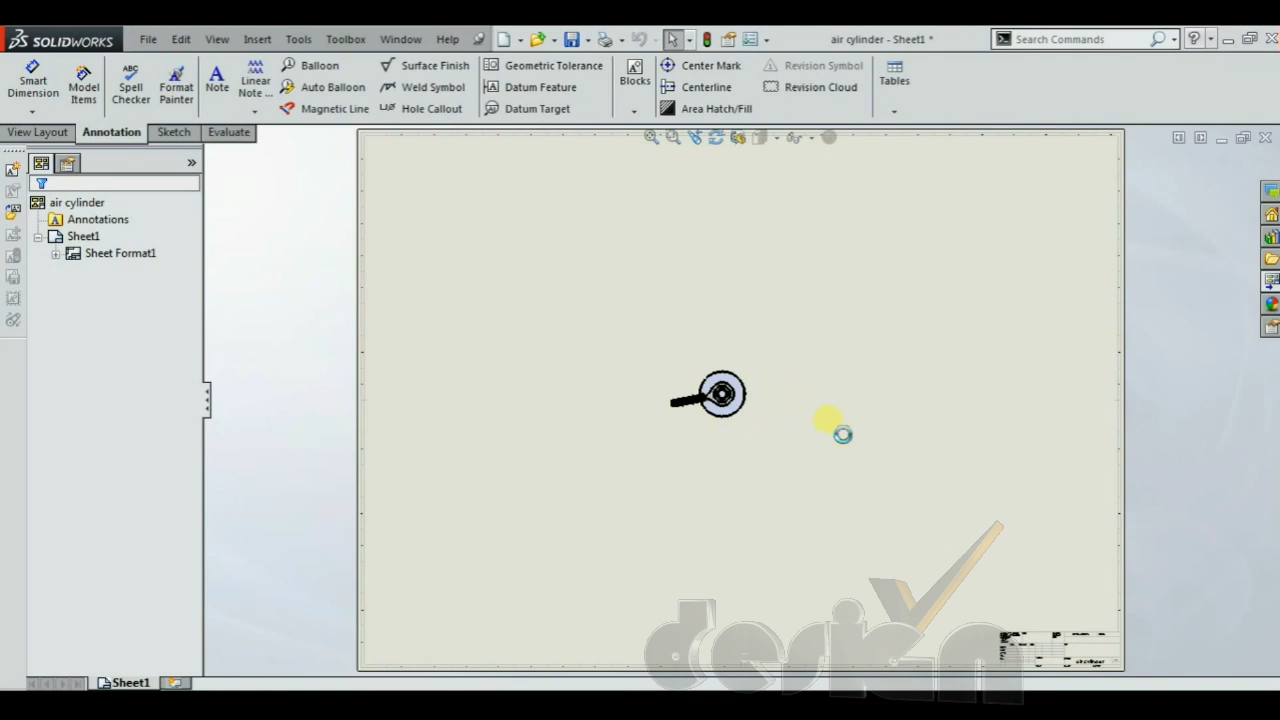 SOLIDWORKS File Edit View Insert Tools Toolbox Window Help air cylinder - Sheet1 * Search Commands
Smart Dimension
Model Items
ABC Spell Checker
Format Painter
A Note
Linear Note ...
Balloon
Auto Balloon
Magnetic Line
Surface Finish
Weld Symbol
Hole Callout
Geometric Tolerance
Datum Feature
Datum Target
Blocks
Center Mark
Centerline
Area Hatch/Fill
Revision Symbol
Revision Cloud
Tables
View Layout Annotation Sketch Evaluate
air cylinder
Annotations
Sheet1
Sheet Format1
design
Sheet1